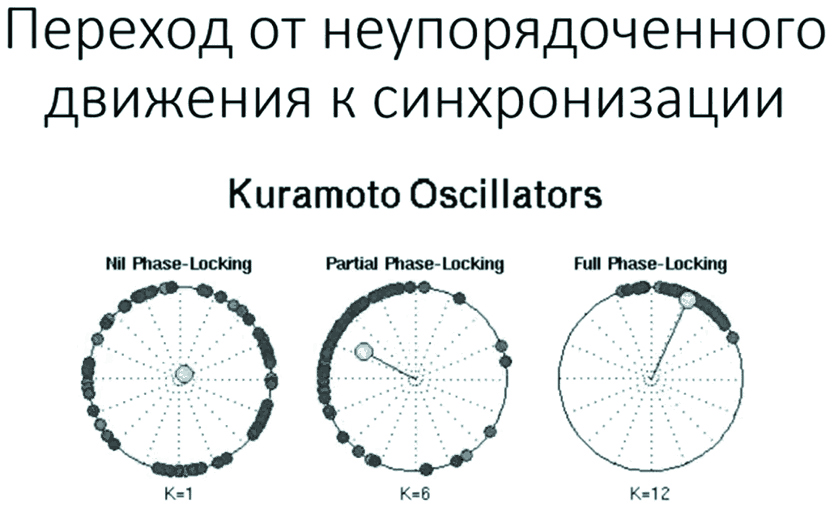 Переход от неупорядоченного
движения к синхронизации
Kuramoto Oscillators
Nil Phase-Locking
Partial Phase-Locking
Full Phase-Locking
K=1
K=6
K=12